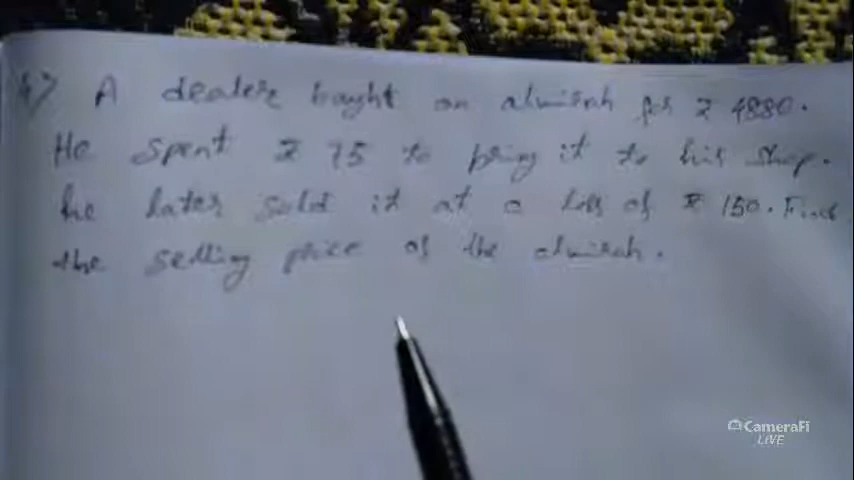 4) A dealer bought an almirah for ₹ 4880.
He spent ₹ 75 to bring it to his shop.
he later sold it at a loss of ₹ 150. Find
the selling price of the almirah.
CameraFi
LIVE